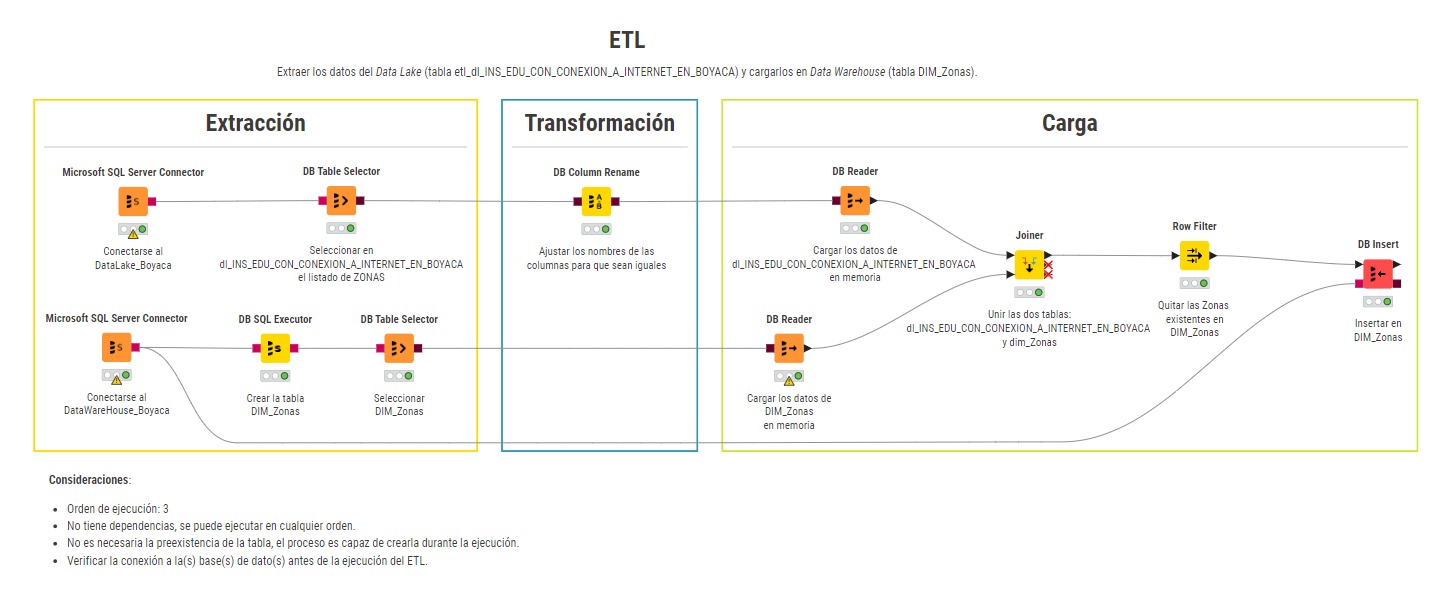 ETL
Extraer los datos del Data Lake (tabla etl_dl_INS_EDU_CON_CONEXION_A_INTERNET_EN_BOYACA) y cargarlos en Data Warehouse (tabla DIM_Zonas).
Extracción
Microsoft SQL Server Connector
S
Conectarse al
DataLake_Boyaca
DB Table Selector
Seleccionar en
dl_INS_EDU_CON_CONEXION_A_INTERNET_EN_BOYACA
el listado de ZONAS
Microsoft SQL Server Connector
S
Conectarse al
DataWareHouse_Boyaca
DB SQL Executor
S
Crear la tabla
DIM_Zonas
DB Table Selector
Seleccionar
DIM_Zonas
Transformación
DB Column Rename
A
B
Ajustar los nombres de las
columnas para que sean iguales
Carga
DB Reader
Cargar los datos de
dl_INS_EDU_CON_CONEXION_A_INTERNET_EN_BOYACA
en memoria
DB Reader
Cargar los datos de
DIM_Zonas
en memoria
Joiner
Unir las dos tablas:
dl_INS_EDU_CON_CONEXION_A_INTERNET_EN_BOYACA
y dim_Zonas
Row Filter
Quitar las Zonas
existentes en
DIM_Zonas
DB Insert
Insertar en
DIM_Zonas
Consideraciones:
• Orden de ejecución: 3
• No tiene dependencias, se puede ejecutar en cualquier orden.
• No es necesaria la preexistencia de la tabla, el proceso es capaz de crearla durante la ejecución.
• Verificar la conexión a la(s) base(s) de dato(s) antes de la ejecución del ETL.